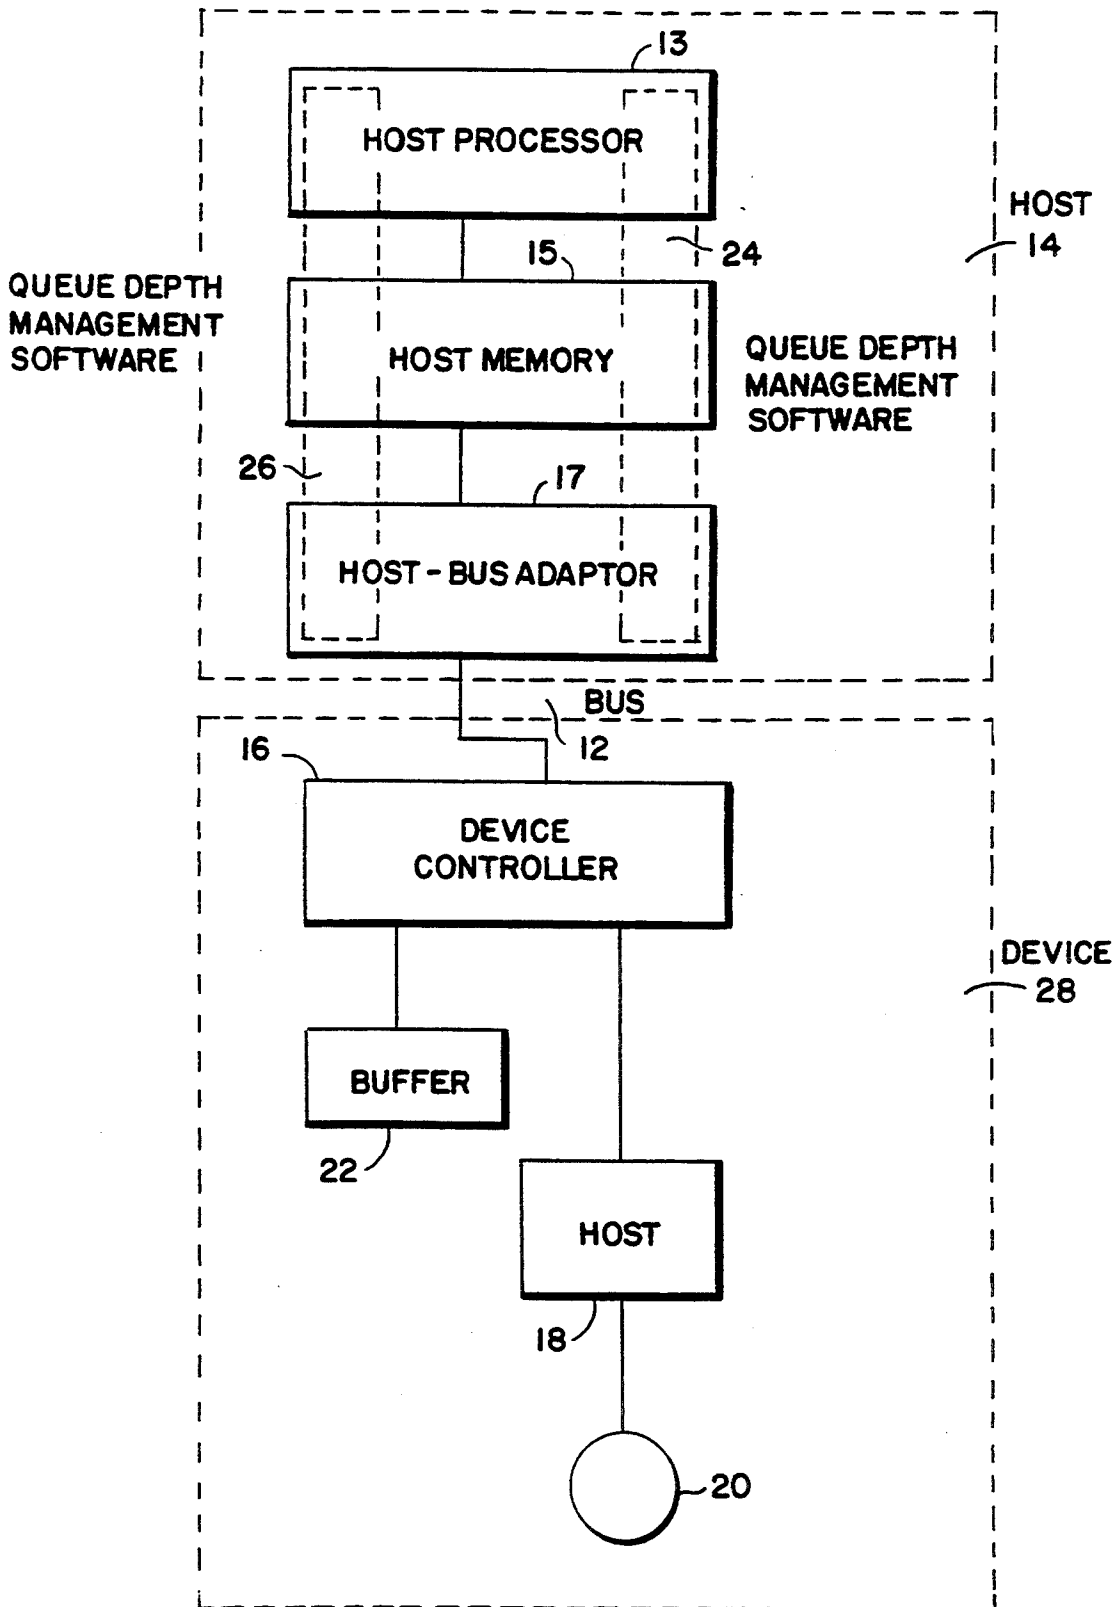 13
HOST PROCESSOR
HOST
14
24
15
QUEUE DEPTH
MANAGEMENT
SOFTWARE
HOST MEMORY
QUEUE DEPTH
MANAGEMENT
SOFTWARE
26
17
HOST-BUS ADAPTOR
BUS
12
16
DEVICE
CONTROLLER
DEVICE
28
BUFFER
22
HOST
18
20